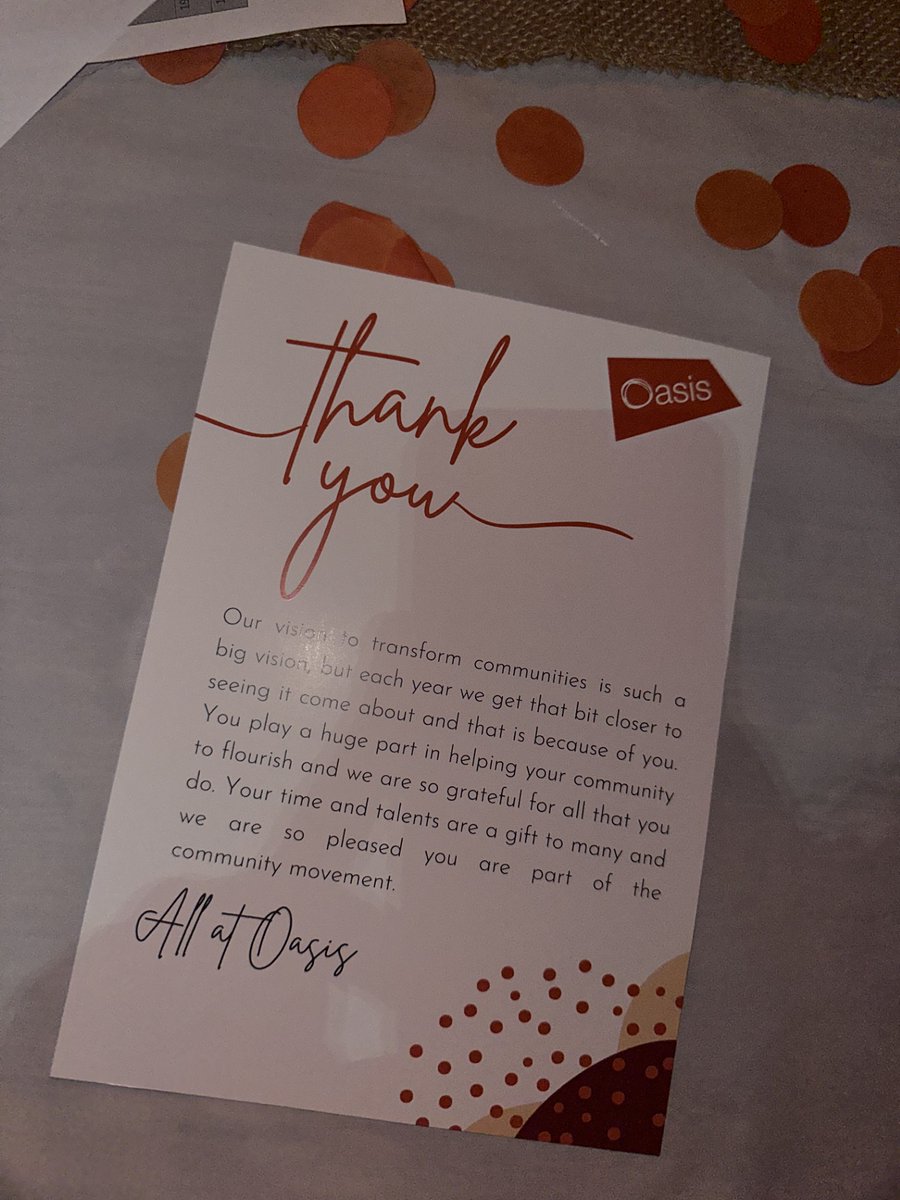 thank
you
Oasis
Our vision to transform communities is such a
big vision, but each year we get that bit closer to
seeing it come about and that is because of you.
You play a huge part in helping your community
to flourish and we are so grateful for all that you
do. Your time and talents are a gift to many and
we are so pleased you are part of the
community movement.
All at Oasis